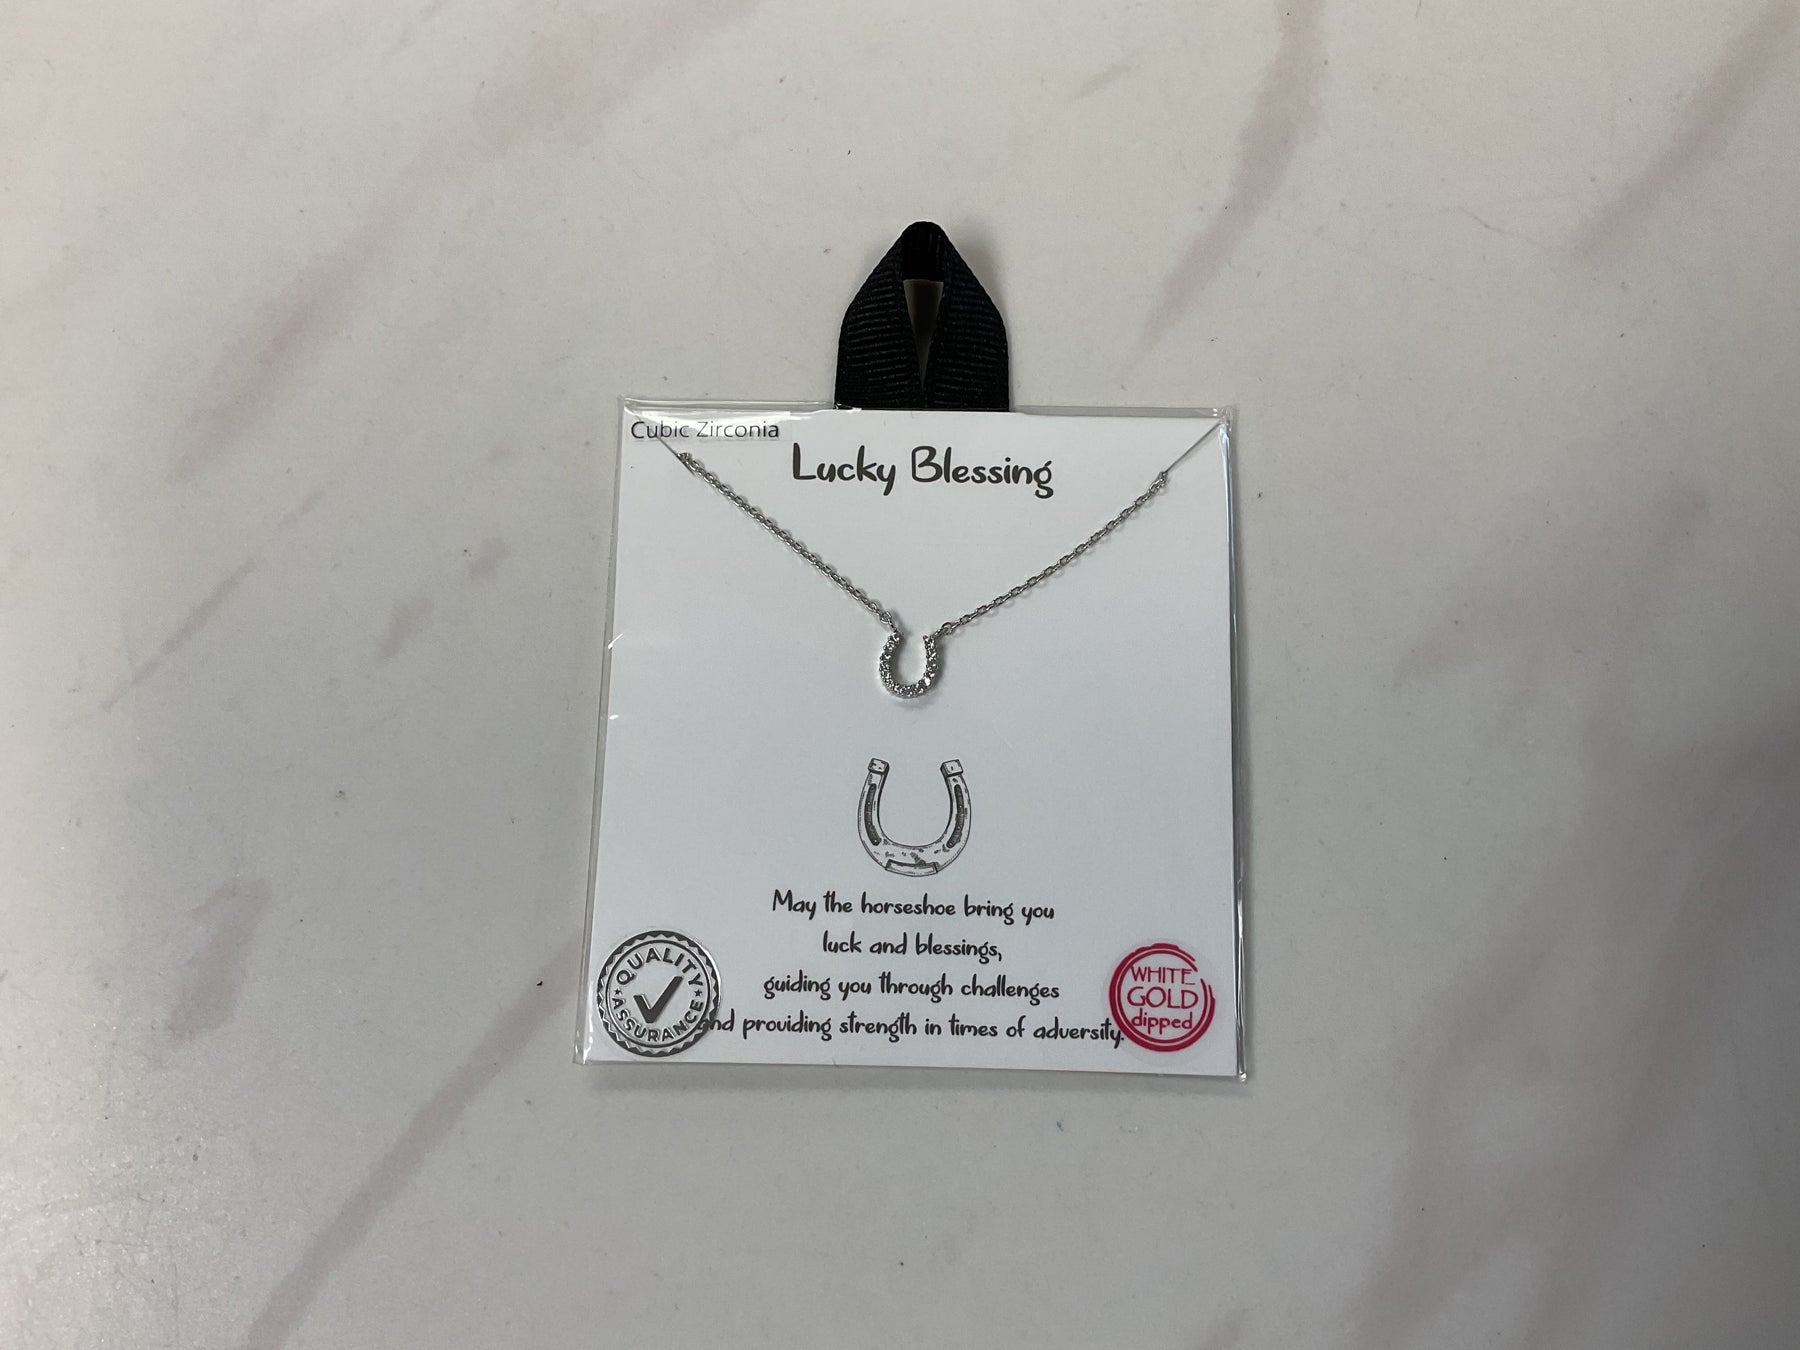 Cubic Zirconia
Lucky Blessing
May the horseshoe bring you
luck and blessings,
guiding you through challenges
and providing strength in times of adversity.
QUALITY
ASSURANCE
WHITE
GOLD
dipped